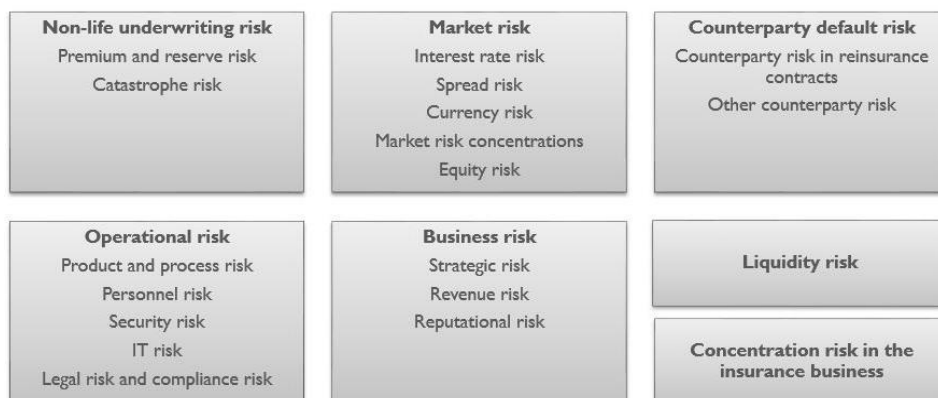 Non-life underwriting risk
Premium and reserve risk
Catastrophe risk
Market risk
Interest rate risk
Spread risk
Currency risk
Market risk concentrations
Equity risk
Counterparty default risk
Counterparty risk in reinsurance
contracts
Other counterparty risk
Operational risk
Product and process risk
Personnel risk
Security risk
IT risk
Legal risk and compliance risk
Business risk
Strategic risk
Revenue risk
Reputational risk
Liquidity risk
Concentration risk in the
insurance business